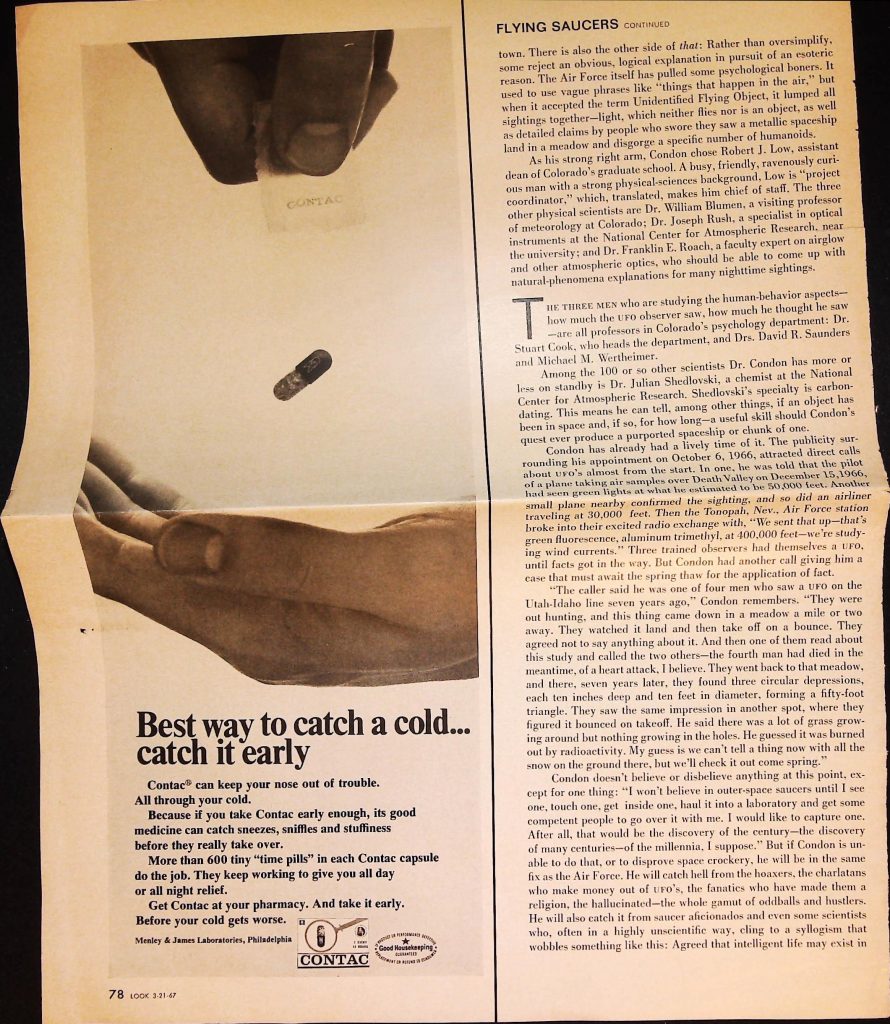 CONTAC
Best way to catch a cold...
catch it early
Contac® can keep your nose out of trouble.
All through your cold.
Because if you take Contac early enough, its good
medicine can catch sneezes, sniffles and stuffiness
before they really take over.
More than 600 tiny “time pills” in each Contac capsule
do the job. They keep working to give you all day
or all night relief.
Get Contac at your pharmacy. And take it early.
Before your cold gets worse.
Menley & James Laboratories, Philadelphia
CONTAC
Good Housekeeping
GUARANTEES
REPLACEMENT OR REFUND TO CONSUMER
78 LOOK 3-21-67
FLYING SAUCERS CONTINUED
town. There is also the other side of that: Rather than oversimplify,
some reject an obvious, logical explanation in pursuit of an esoteric
reason. The Air Force itself has pulled some psychological boners. It
used to use vague phrases like “things that happen in the air,” but
when it accepted the term Unidentified Flying Object, it lumped all
sightings together—light, which neither flies nor is an object, as well
as detailed claims by people who swore they saw a metallic spaceship
land in a meadow and disgorge a specific number of humanoids.
As his strong right arm, Condon chose Robert J. Low, assistant
dean of Colorado's graduate school. A busy, friendly, ravenously curi-
ous man with a strong physical-sciences background, Low is “project
coordinator,” which, translated, makes him chief of staff. The three
other physical scientists are Dr. William Blumen, a visiting professor
of meteorology at Colorado; Dr. Joseph Rush, a specialist in optical
instruments at the National Center for Atmospheric Research, near
the university; and Dr. Franklin E. Roach, a faculty expert on airglow
and other atmospheric optics, who should be able to come up with
natural-phenomena explanations for many nighttime sightings.
THE THREE MEN who are studying the human-behavior aspects—
how much the UFO observer saw, how much he thought he saw
—are all professors in Colorado's psychology department: Dr.
Stuart Cook, who heads the department, and Drs. David R. Saunders
and Michael M. Wertheimer.
Among the 100 or so other scientists Dr. Condon has more or
less on standby is Dr. Julian Shedlovski, a chemist at the National
Center for Atmospheric Research. Shedlovski's specialty is carbon-
dating. This means he can tell, among other things, if an object has
been in space and, if so, for how long—a useful skill should Condon's
quest ever produce a purported spaceship or chunk of one.
Condon has already had a lively time of it. The publicity sur-
rounding his appointment on October 6, 1966, attracted direct calls
about UFO's almost from the start. In one, he was told that the pilot
of a plane taking air samples over Death Valley on December 15, 1966,
had seen green lights at what he estimated to be 50,000 feet. Another
small plane nearby confirmed the sighting, and so did an airliner
traveling at 30,000 feet. Then the Tonopah, Nev., Air Force station
broke into their excited radio exchange with, “We sent that up—that's
green fluorescence, aluminum trimethyl, at 400,000 feet—we're study-
ing wind currents.” Three trained observers had themselves a UFO,
until facts got in the way. But Condon had another call giving him a
case that must await the spring thaw for the application of fact.
“The caller said he was one of four men who saw a UFO on the
Utah-Idaho line seven years ago,” Condon remembers. “They were
out hunting, and this thing came down in a meadow a mile or two
away. They watched it land and then take off on a bounce. They
agreed not to say anything about it. And then one of them read about
this study and called the two others—the fourth man had died in the
meantime, of a heart attack, I believe. They went back to that meadow,
and there, seven years later, they found three circular depressions,
each ten inches deep and ten feet in diameter, forming a fifty-foot
triangle. They saw the same impression in another spot, where they
figured it bounced on takeoff. He said there was a lot of grass grow-
ing around but nothing growing in the holes. He guessed it was burned
out by radioactivity. My guess is we can't tell a thing now with all the
snow on the ground there, but we'll check it out come spring.”
Condon doesn't believe or disbelieve anything at this point, ex-
cept for one thing: “I won't believe in outer-space saucers until I see
one, touch one, get inside one, haul it into a laboratory and get some
competent people to go over it with me. I would like to capture one.
After all, that would be the discovery of the century—the discovery
of many centuries—of the millennia, I suppose.” But if Condon is un-
able to do that, or to disprove space crockery, he will be in the same
fix as the Air Force. He will catch hell from the hoaxers, the charlatans
who make money out of UFO's, the fanatics who have made them a
religion, the hallucinated—the whole gamut of oddballs and hustlers.
He will also catch it from saucer aficionados and even some scientists
who, often in a highly unscientific way, cling to a syllogism that
wobbles something like this: Agreed that intelligent life may exist in